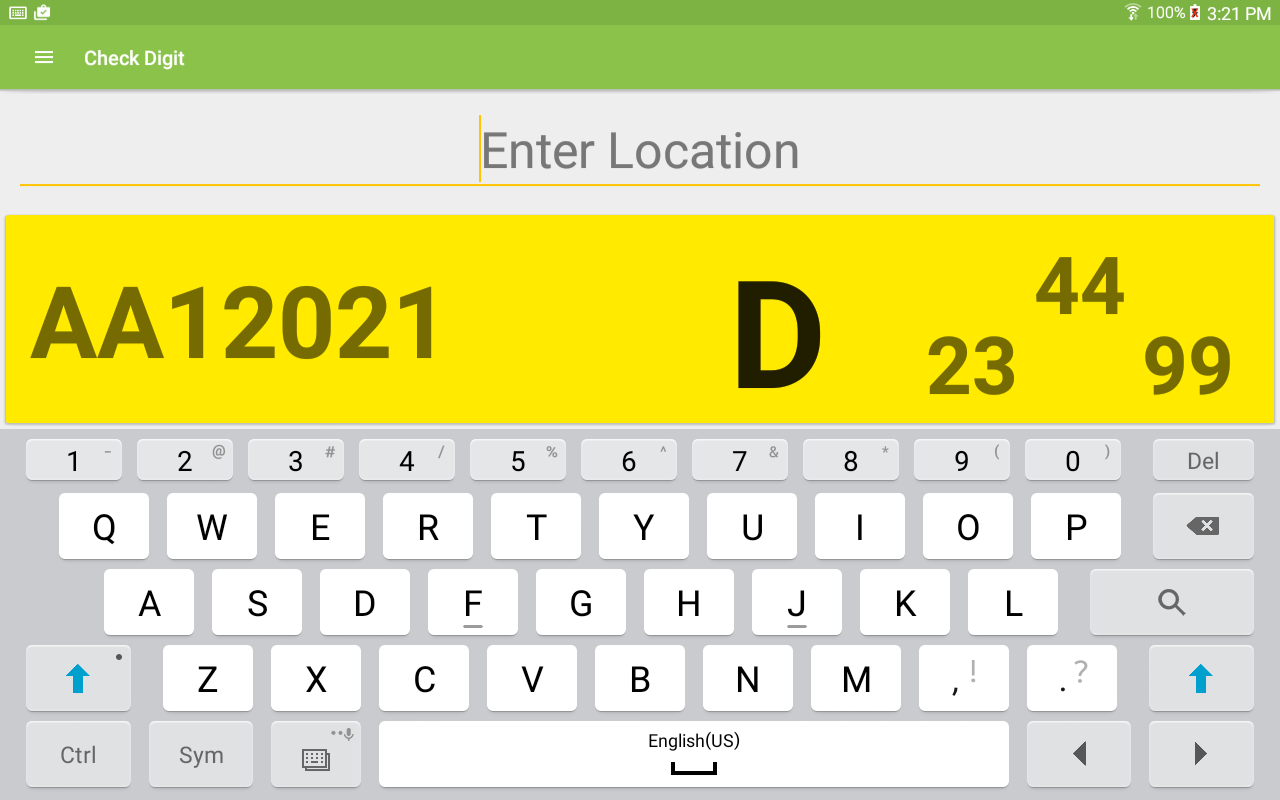 100% 3:21 PM
Check Digit
Enter Location
AA12021 D 23 44 99
1 - 2 @ 3 # 4 / 5 % 6 ^ 7 & 8 * 9 ( 0 ) Del
Q W E R T Y U I O P
A S D F G H J K L
Z X C V B N M , ! . ?
Ctrl Sym English(US)